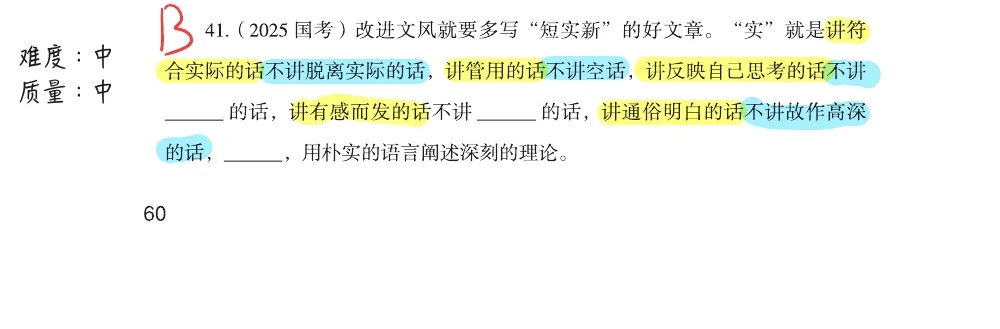 B 41.（2025 国考）改进文风就要多写“短实新”的好文章。“实”就是讲符
难度：中
合实际的话不讲脱离实际的话，讲管用的话不讲空话，讲反映自己思考的话不讲
质量：中
______ 的话，讲有感而发的话不讲 ______ 的话，讲通俗明白的话不讲故作高深
的话，______，用朴实的语言阐述深刻的理论。
60